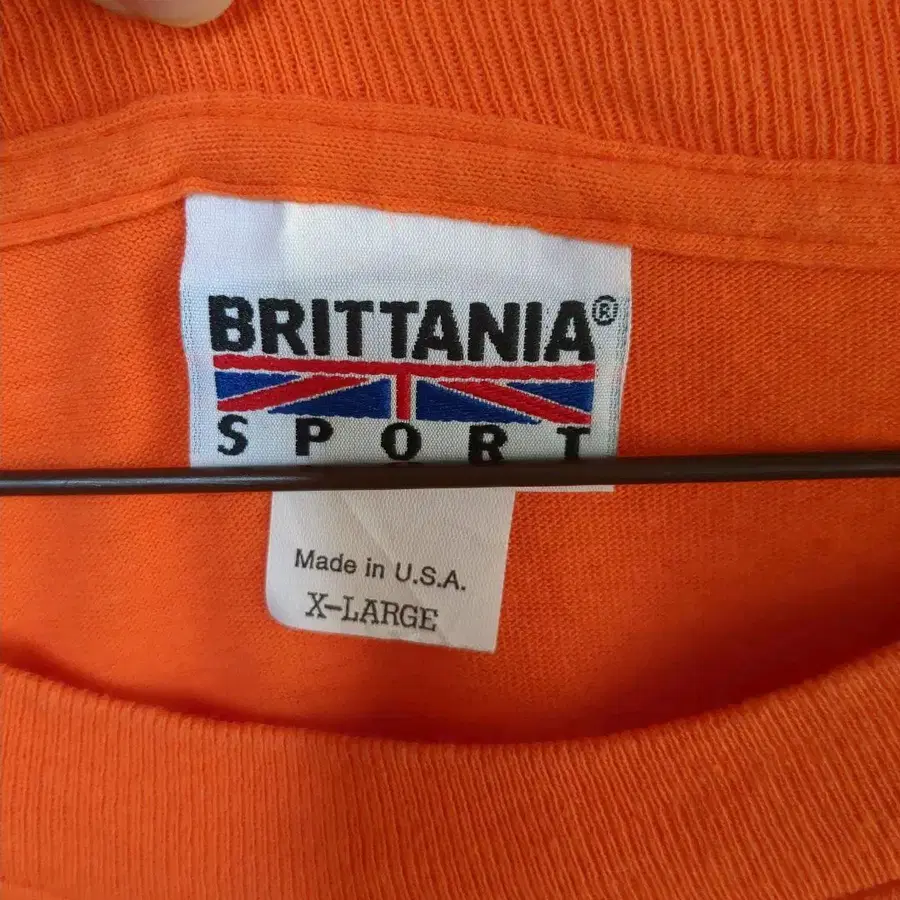 BRITTANIA®
SPORT
Made in U.S.A.
X-LARGE